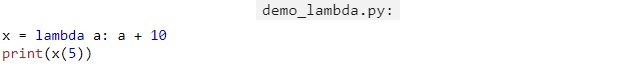 demo_lambda.py:
x = lambda a: a + 10
print(x(5))